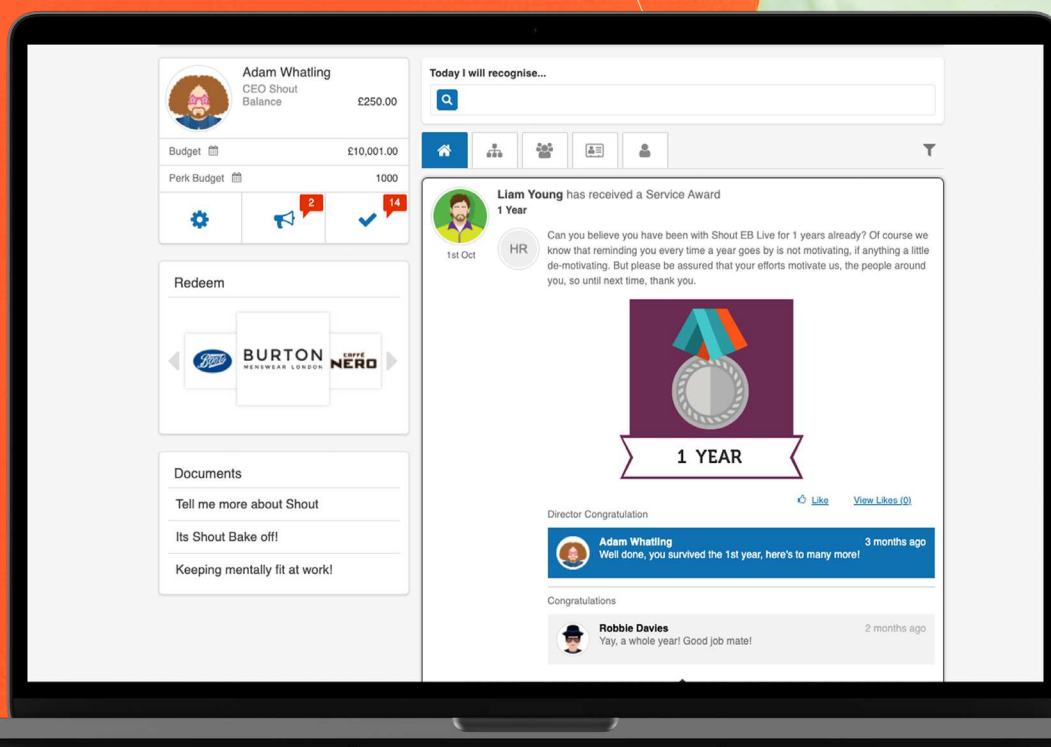 Adam Whatling
CEO Shout
Balance £250.00
Budget £10,001.00
Perk Budget 1000
2
14
Redeem
Boots
BURTON
MENSWEAR LONDON
CAFFÈ
NERO
Documents
Tell me more about Shout
Its Shout Bake off!
Keeping mentally fit at work!
Today I will recognise...
Liam Young has received a Service Award
1 Year
1st Oct
HR
Can you believe you have been with Shout EB Live for 1 years already? Of course we
know that reminding you every time a year goes by is not motivating, if anything a little
de-motivating. But please be assured that your efforts motivate us, the people around
you, so until next time, thank you.
1 YEAR
Like View Likes (0)
Director Congratulation
Adam Whatling 3 months ago
Well done, you survived the 1st year, here's to many more!
Congratulations
Robbie Davies 2 months ago
Yay, a whole year! Good job mate!